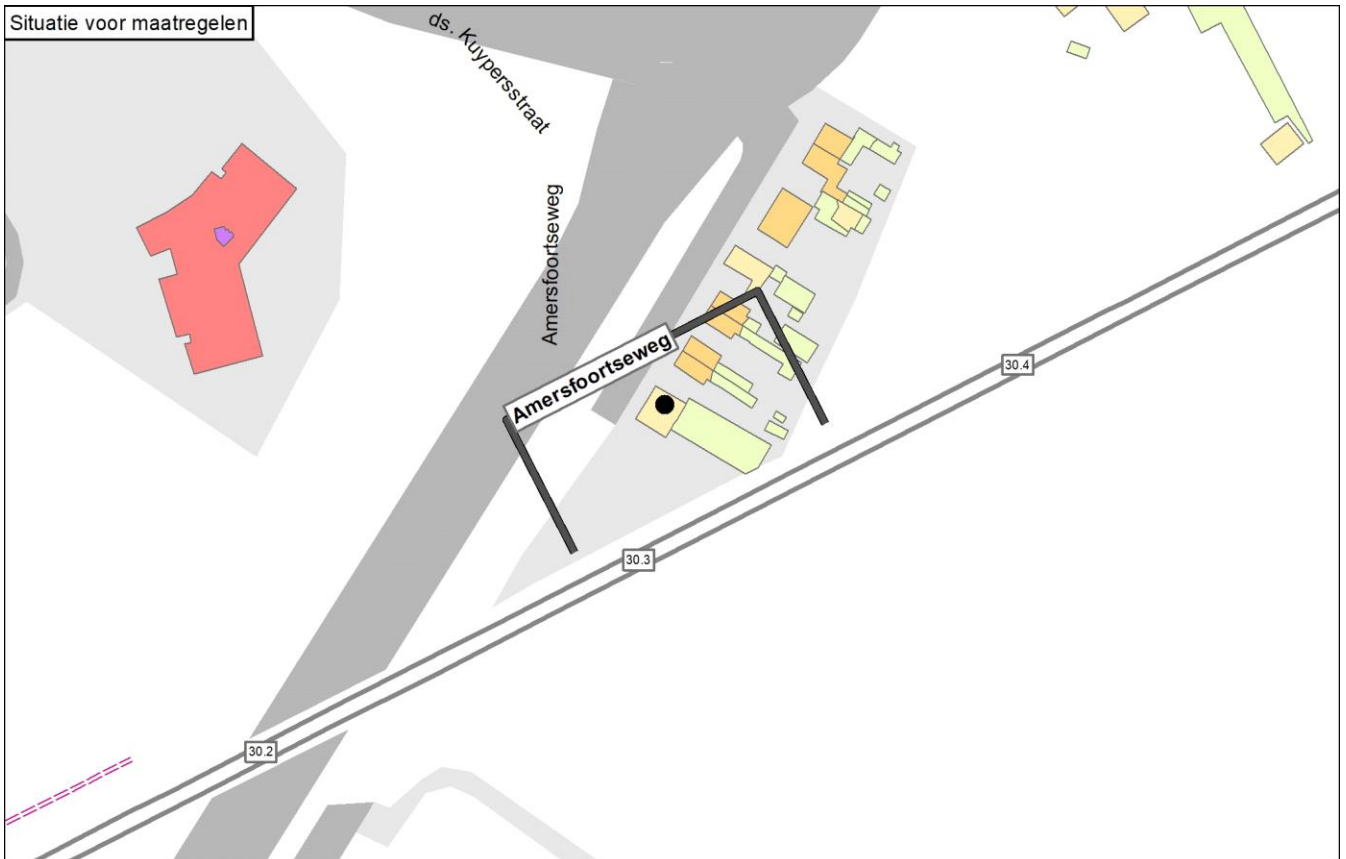 Situatie voor maatregelen
ds. Kuypersstraat
Amersfoortseweg
Amersfoortseweg
30.4
30.3
30.2